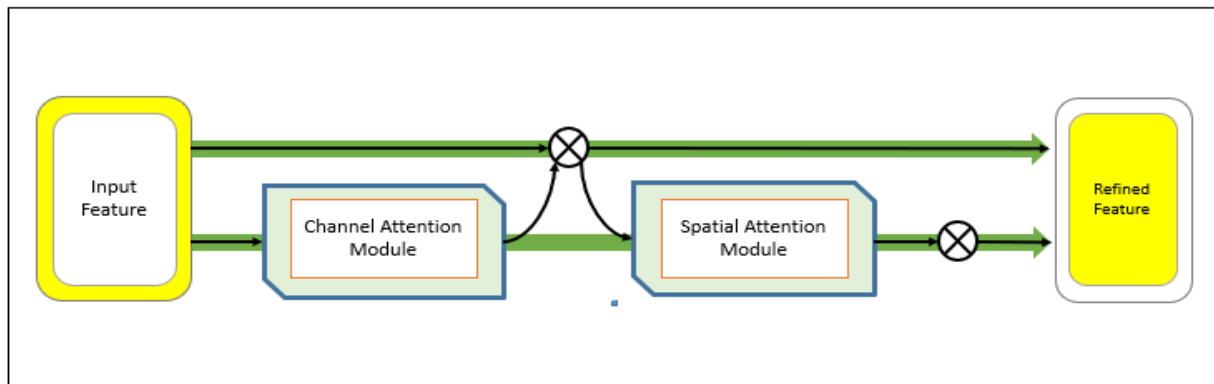 Input
Feature
Channel Attention
Module
Spatial Attention
Module
Refined
Feature